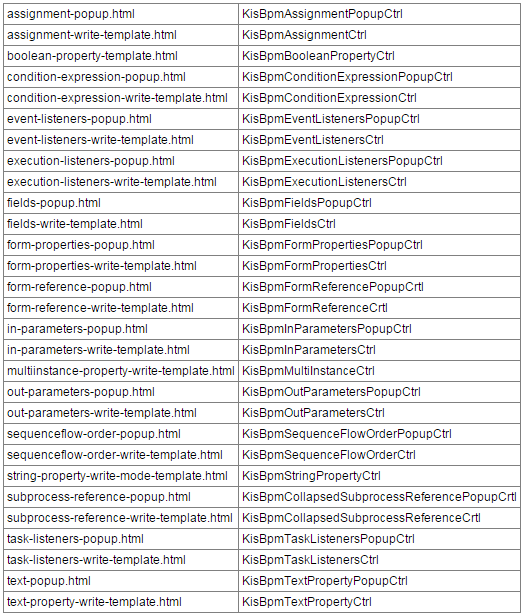 assignment-popup.html KisBpmAssignmentPopupCtrl
assignment-write-template.html KisBpmAssignmentCtrl
boolean-property-template.html KisBpmBooleanPropertyCtrl
condition-expression-popup.html KisBpmConditionExpressionPopupCtrl
condition-expression-write-template.html KisBpmConditionExpressionCtrl
event-listeners-popup.html KisBpmEventListenersPopupCtrl
event-listeners-write-template.html KisBpmEventListenersCtrl
execution-listeners-popup.html KisBpmExecutionListenersPopupCtrl
execution-listeners-write-template.html KisBpmExecutionListenersCtrl
fields-popup.html KisBpmFieldsPopupCtrl
fields-write-template.html KisBpmFieldsCtrl
form-properties-popup.html KisBpmFormPropertiesPopupCtrl
form-properties-write-template.html KisBpmFormPropertiesCtrl
form-reference-popup.html KisBpmFormReferencePopupCrtl
form-reference-write-template.html KisBpmFormReferenceCrtl
in-parameters-popup.html KisBpmInParametersPopupCtrl
in-parameters-write-template.html KisBpmInParametersCtrl
multiinstance-property-write-template.html KisBpmMultiInstanceCtrl
out-parameters-popup.html KisBpmOutParametersPopupCtrl
out-parameters-write-template.html KisBpmOutParametersCtrl
sequenceflow-order-popup.html KisBpmSequenceFlowOrderPopupCtrl
sequenceflow-order-write-template.html KisBpmSequenceFlowOrderCtrl
string-property-write-mode-template.html KisBpmStringPropertyCtrl
subprocess-reference-popup.html KisBpmCollapsedSubprocessReferencePopupCrtl
subprocess-reference-write-template.html KisBpmCollapsedSubprocessReferenceCrtl
task-listeners-popup.html KisBpmTaskListenersPopupCtrl
task-listeners-write-template.html KisBpmTaskListenersCtrl
text-popup.html KisBpmTextPropertyPopupCtrl
text-property-write-template.html KisBpmTextPropertyCtrl